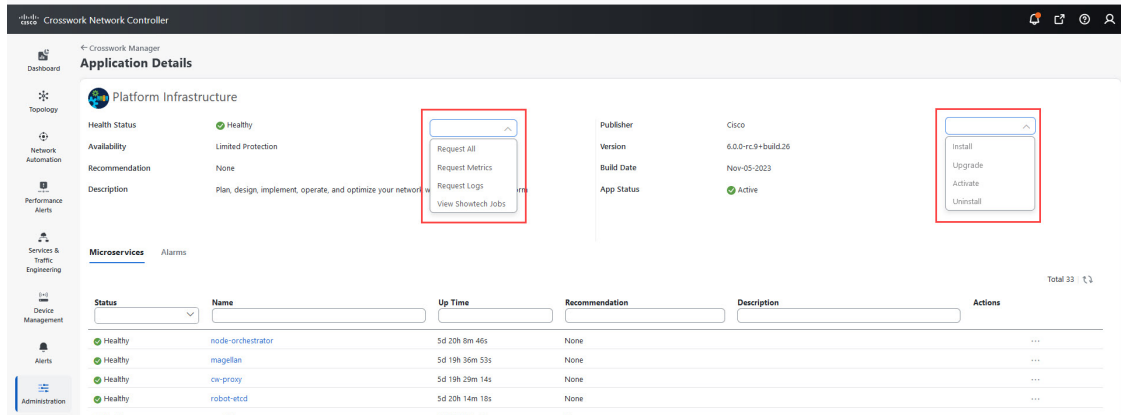 cisco Crosswork Network Controller
← Crosswork Manager
Application Details
Dashboard
Topology
Network
Automation
Performance
Alerts
Services &
Traffic
Engineering
Device
Management
Alerts
Administration
Platform Infrastructure
Health Status Healthy
Availability Limited Protection
Recommendation None
Description Plan, design, implement, operate, and optimize your network
Request All
Request Metrics
Request Logs
View Showtech Jobs
Publisher Cisco
Version 6.0.0-rc.9+build.26
Build Date Nov-05-2023
App Status Active
Install
Upgrade
Activate
Uninstall
Microservices Alarms
Total 33
Status Name Up Time Recommendation Description Actions
Healthy node-orchestrator 5d 20h 8m 46s None ...
Healthy magellan 5d 19h 36m 53s None ...
Healthy cw-proxy 5d 19h 29m 14s None ...
Healthy robot-etcd 5d 20h 14m 18s None ...